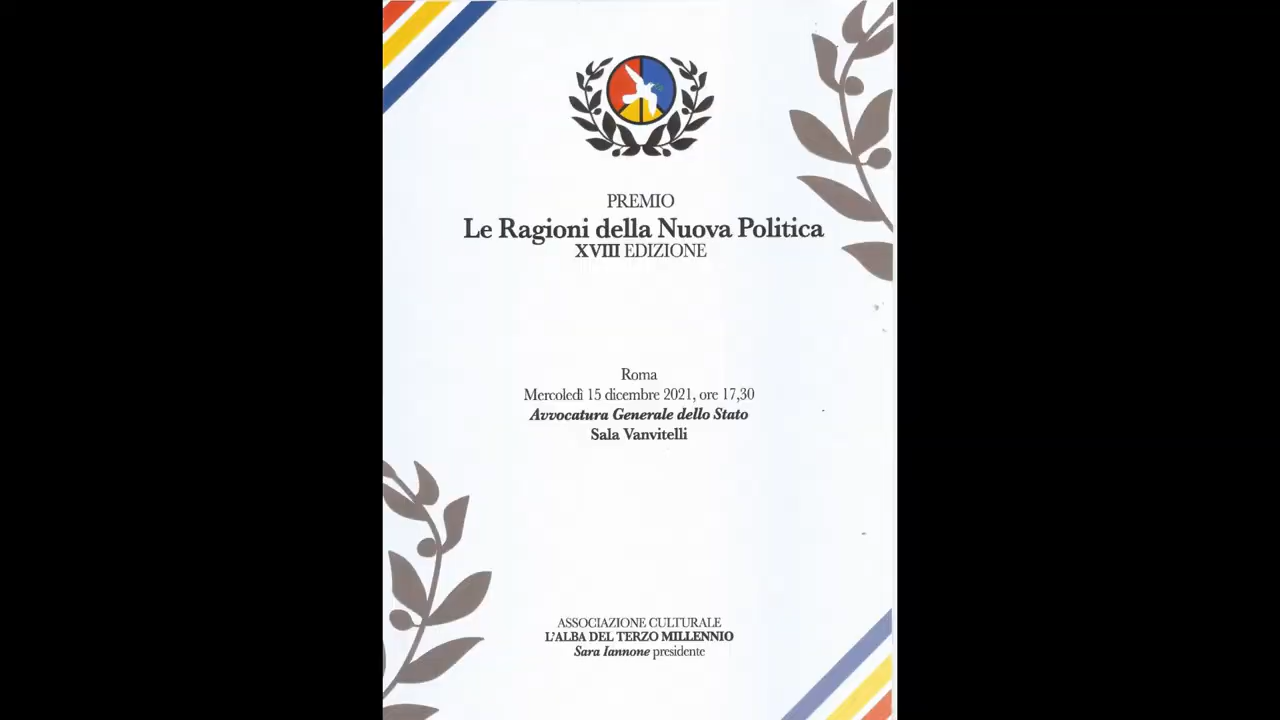 PREMIO
Le Ragioni della Nuova Politica
XVIII EDIZIONE
Roma
Mercoledì 15 dicembre 2021, ore 17,30
Avvocatura Generale dello Stato
Sala Vanvitelli
ASSOCIAZIONE CULTURALE
L'ALBA DEL TERZO MILLENNIO
Sara Iannone presidente